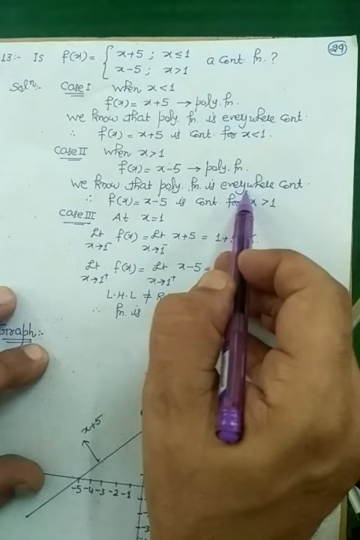 13:- Is f(x) = { x+5 ; x≤1 a cont fn. ?
x-5 ; x>1
29
Soln. Case I when x<1
f(x) = x+5 → poly. fn.
We know that poly. fn is everywhere cont.
∴ f(x) = x+5 is cont for x<1.
Case II when x>1
f(x) = x-5 → poly. fn.
We know that poly. fn is everywhere cont.
∴ f(x) = x-5 is cont. for x>1
Case III At x=1
Lt f(x) = Lt x+5 = 1+
x→1⁻ x→1⁻
Lt f(x) = Lt x-5 =
x→1⁺ x→1⁺
L.H.L ≠ R
∴ fn. is
Graph:-
x+5
-5 -4 -3 -2 -1